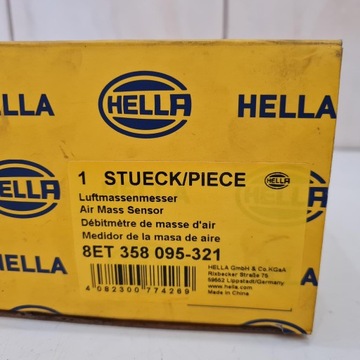 HELLA
HELLA
HELLA
1 STUECK/PIECE
Luftmassenmesser
Air Mass Sensor
Débitmètre de masse d'air
Medidor de la masa de aire
HELLA
8ET 358 095-321
4 082300 774269
HELLA GmbH & Co.KGaA
Rixbecker Straße 75
59552 Lippstadt/Germany
www.hella.com
Made in China